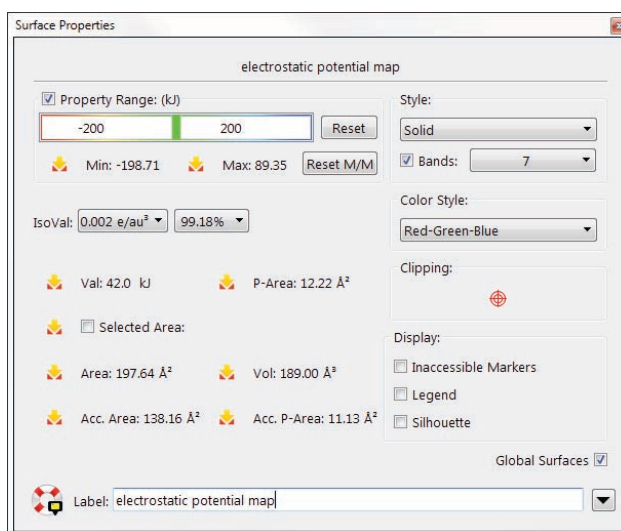 Surface Properties
electrostatic potential map
Property Range: (kJ)
-200 200 Reset
Min: -198.71 Max: 89.35 Reset M/M
Style:
Solid
Bands: 7
IsoVal: 0.002 e/au³ 99.18%
Color Style:
Red-Green-Blue
Val: 42.0 kJ P-Area: 12.22 Å²
Clipping:
Selected Area:
Area: 197.64 Å² Vol: 189.00 Å³
Acc. Area: 138.16 Å² Acc. P-Area: 11.13 Å²
Display:
Inaccessible Markers
Legend
Silhouette
Global Surfaces
Label: electrostatic potential map